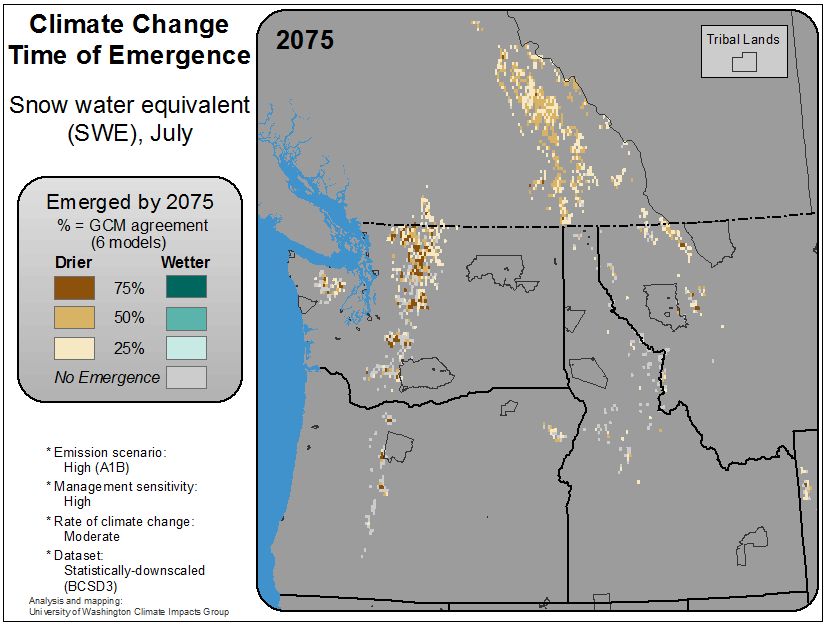 Climate Change
Time of Emergence
Snow water equivalent
(SWE), July
Emerged by 2075
% = GCM agreement
(6 models)
Drier Wetter
75%
50%
25%
No Emergence
* Emission scenario:
High (A1B)
* Management sensitivity:
High
* Rate of climate change:
Moderate
* Dataset:
Statistically-downscaled
(BCSD3)
Analysis and mapping:
University of Washington Climate Impacts Group
2075
Tribal Lands